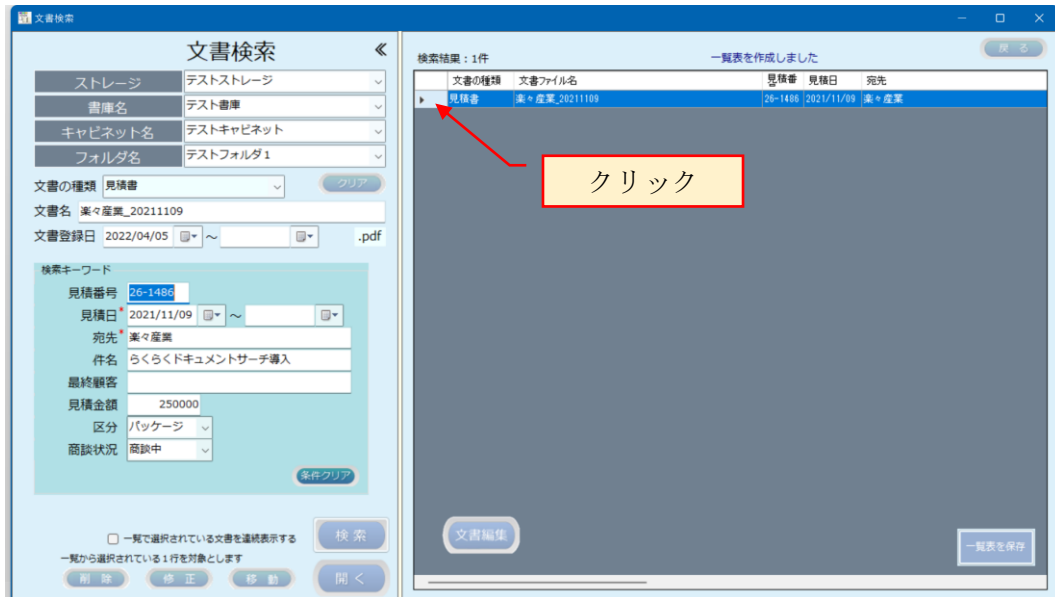 文書検索
文書検索
≪
ストレージ テストストレージ
書庫名 テスト書庫
キャビネット名 テストキャビネット
フォルダ名 テストフォルダ1
文書の種類 見積書 クリア
文書名 楽々産業_20211109
文書登録日 2022/04/05 ～ .pdf
検索キーワード
見積番号 26-1486
見積日* 2021/11/09 ～
宛先* 楽々産業
件名 らくらくドキュメントサーチ導入
最終顧客
見積金額 250000
区分 パッケージ
商談状況 商談中
条件クリア
一覧で選択されている文書を連続表示する 検 索
一覧から選択されている1行を対象とします
削 除 修 正 移 動 開 く
検索結果：1件 一覧表を作成しました 戻 る
文書の種類 文書ファイル名 見積番号 見積日 宛先
見積書 楽々産業_20211109 26-1486 2021/11/09 楽々産業
クリック
文書編集
一覧表を保存